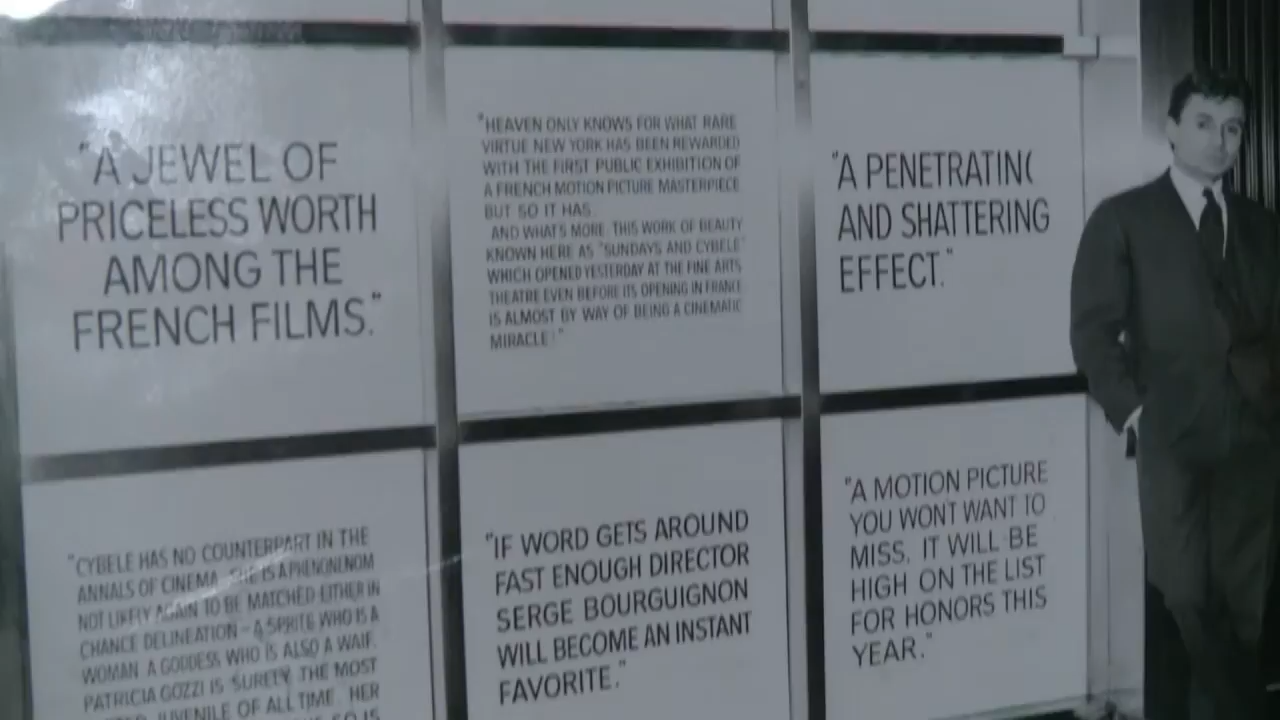 "A JEWEL OF
PRICELESS WORTH
AMONG THE
FRENCH FILMS."
"HEAVEN ONLY KNOWS FOR WHAT RARE
VIRTUE NEW YORK HAS BEEN REWARDED
WITH THE FIRST PUBLIC EXHIBITION OF
A FRENCH MOTION PICTURE MASTERPIECE
BUT SO IT HAS.
AND WHATS MORE THIS WORK OF BEAUTY
KNOWN HERE AS "SUNDAYS AND CYBELE"
WHICH OPENED YESTERDAY AT THE FINE ARTS
THEATRE EVEN BEFORE ITS OPENING IN FRANCE
IS ALMOST BY WAY OF BEING A CINEMATIC
MIRACLE!"
"A PENETRATING
AND SHATTERING
EFFECT."
"CYBELE HAS NO COUNTERPART IN THE
ANNALS OF CINEMA SHE IS A PHENONENOM
NOT LIKELY AGAIN TO BE MATCHED EITHER IN
CHANCE DELINEATION - A SPRITE WHO IS A
WOMAN A GODDESS WHO IS ALSO A WAIF.
PATRICIA GOZZI IS SURELY THE MOST
JUVENILE OF ALL TIME. HER
SO IS
"IF WORD GETS AROUND
FAST ENOUGH DIRECTOR
SERGE BOURGUIGNON
WILL BECOME AN INSTANT
FAVORITE."
"A MOTION PICTURE
YOU WONT WANT TO
MISS. IT WILL BE
HIGH ON THE LIST
FOR HONORS THIS
YEAR."